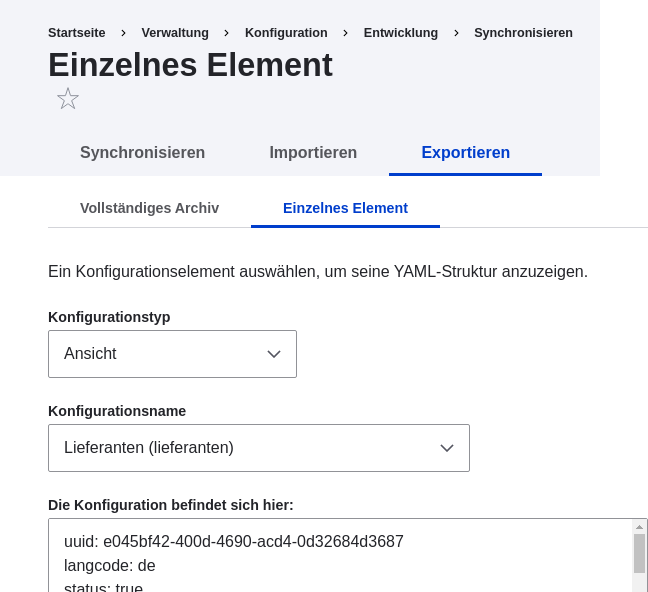 Startseite > Verwaltung > Konfiguration > Entwicklung > Synchronisieren
Einzelnes Element
Synchronisieren Importieren Exportieren
Vollständiges Archiv Einzelnes Element
Ein Konfigurationselement auswählen, um seine YAML-Struktur anzuzeigen.
Konfigurationstyp
Ansicht
Konfigurationsname
Lieferanten (lieferanten)
Die Konfiguration befindet sich hier:
uuid: e045bf42-400d-4690-acd4-0d32684d3687
langcode: de
status: true